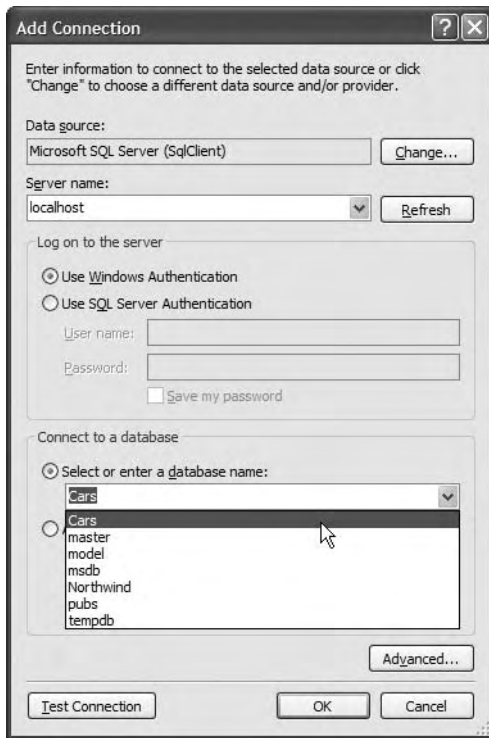 Add Connection
Enter information to connect to the selected data source or click
"Change" to choose a different data source and/or provider.
Data source:
Microsoft SQL Server (SqlClient)
Change...
Server name:
localhost
Refresh
Log on to the server
Use Windows Authentication
Use SQL Server Authentication
User name:
Password:
Save my password
Connect to a database
Select or enter a database name:
Cars
Cars
master
model
msdb
Northwind
pubs
tempdb
Advanced...
Test Connection
OK
Cancel